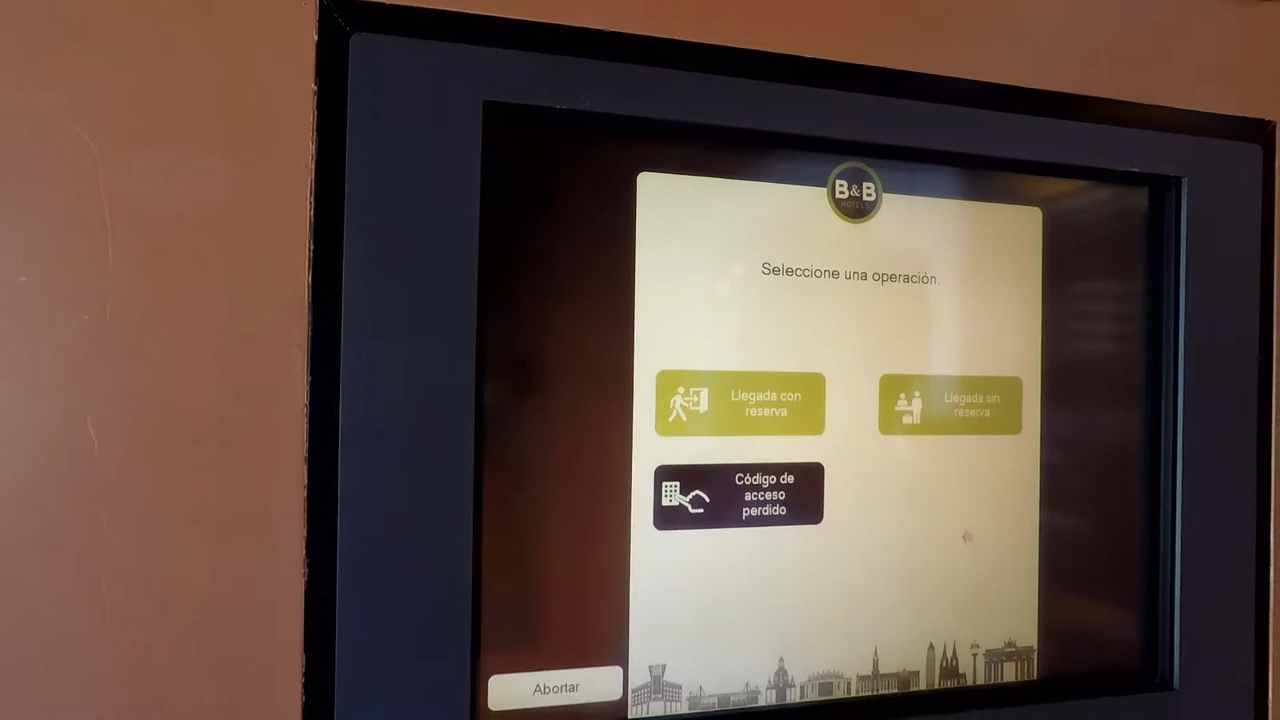 B&B
HOTELS
Seleccione una operación.
Llegada con
reserva
Llegada sin
reserva
Código de
acceso
perdido
Abortar